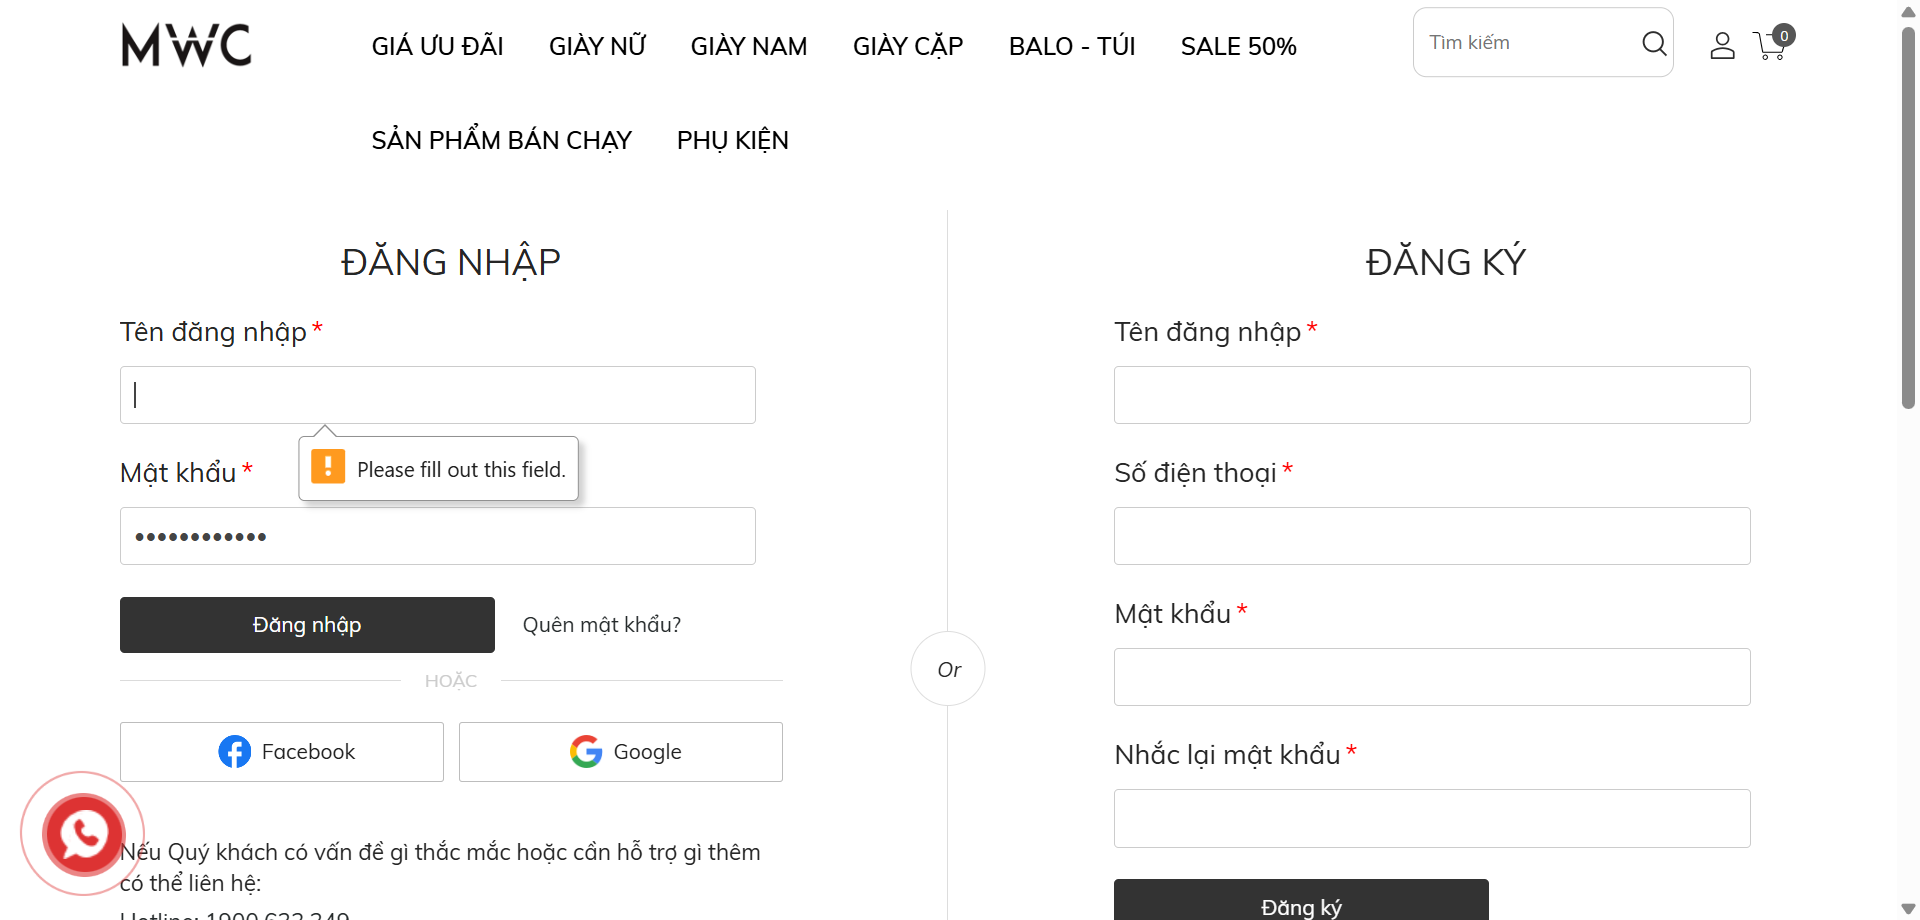 MWC
GIÁ ƯU ĐÃI
GIÀY NỮ
GIÀY NAM
GIÀY CẶP
BALO - TÚI
SALE 50%
Tìm kiếm
0
SẢN PHẨM BÁN CHẠY
PHỤ KIỆN
ĐĂNG NHẬP
Tên đăng nhập *
Please fill out this field.
Mật khẩu *
••••••••••••
Đăng nhập
Quên mật khẩu?
HOẶC
Facebook
Google
Nếu Quý khách có vấn đề gì thắc mắc hoặc cần hỗ trợ gì thêm
có thể liên hệ:
Hotline: 1900.633.349
Or
ĐĂNG KÝ
Tên đăng nhập *
Số điện thoại *
Mật khẩu *
Nhắc lại mật khẩu *
Đăng ký